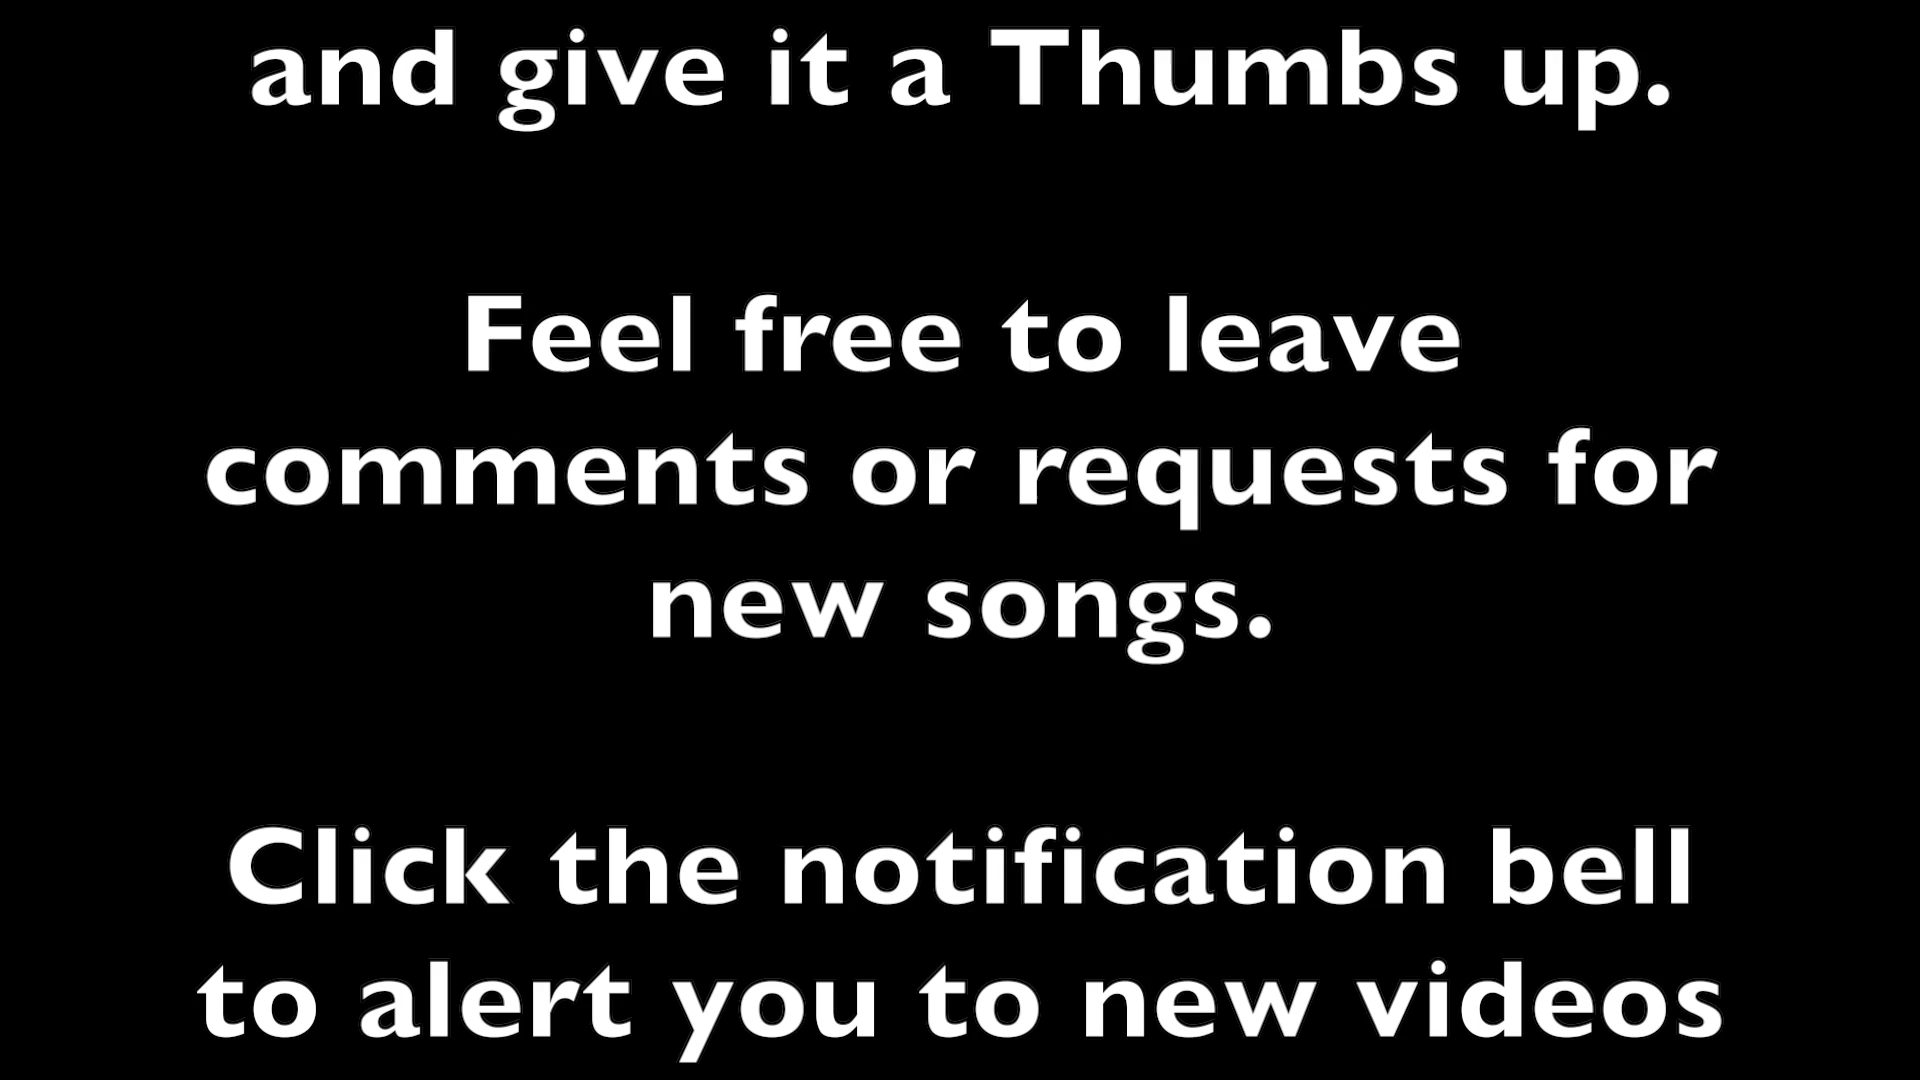 and give it a Thumbs up.
Feel free to leave
comments or requests for
new songs.
Click the notification bell
to alert you to new videos